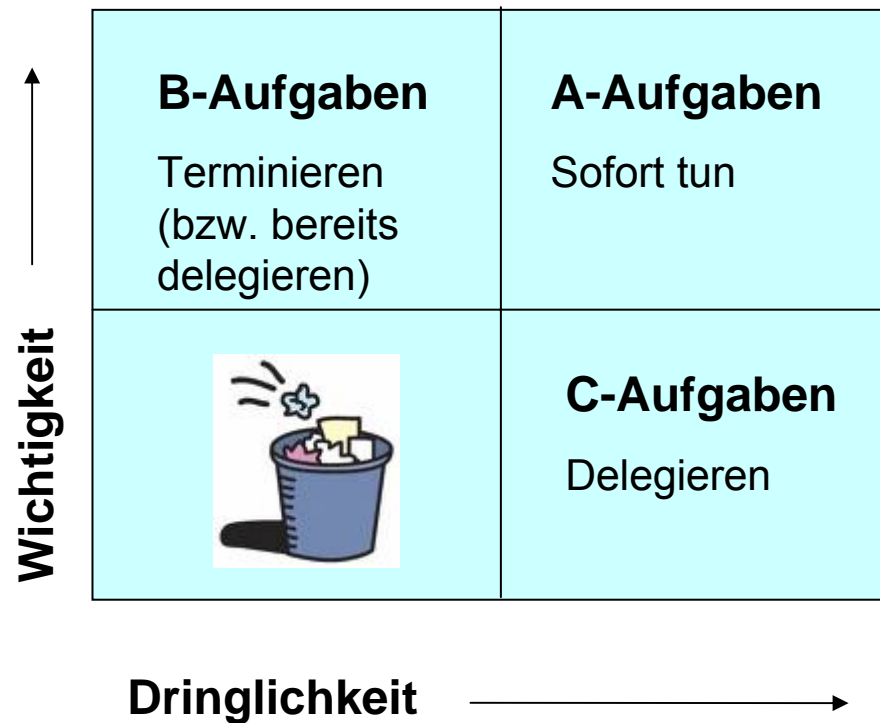 B-Aufgaben
Terminieren
(bzw. bereits
delegieren)
A-Aufgaben
Sofort tun
C-Aufgaben
Delegieren
Wichtigkeit
Dringlichkeit